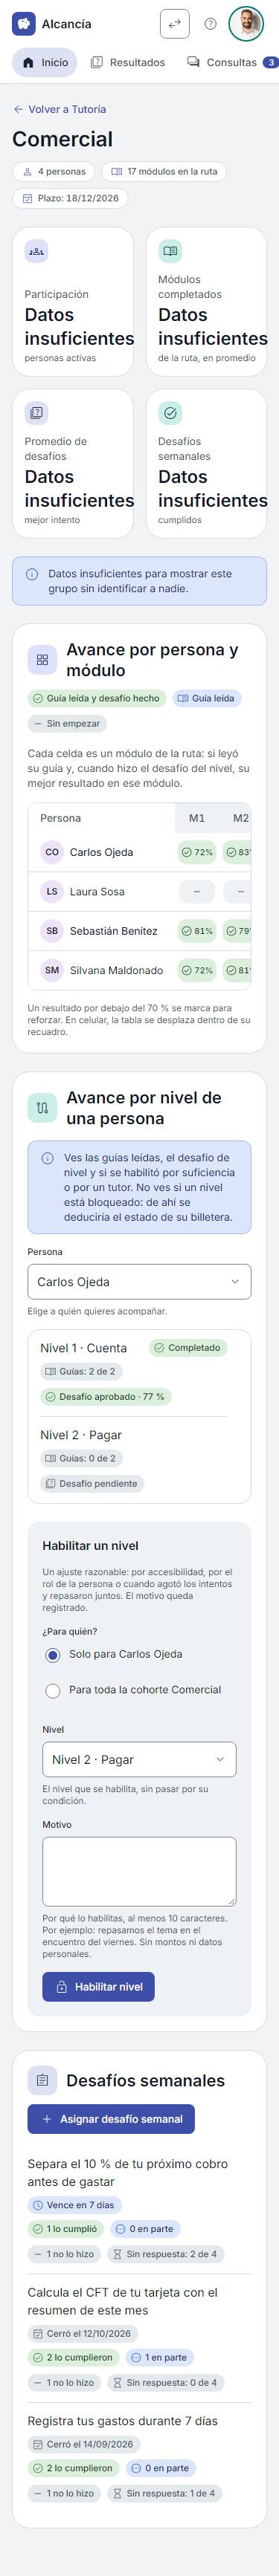 Alcancía
Inicio
Resultados
Consultas
3
Volver a Tutoría
Comercial
4 personas
17 módulos en la ruta
Plazo: 18/12/2026
Participación
Datos
insuficientes
personas activas
Módulos
completados
Datos
insuficientes
de la ruta, en promedio
Promedio de
desafíos
Datos
insuficientes
mejor intento
Desafíos
semanales
Datos
insuficientes
cumplidos
Datos insuficientes para mostrar este
grupo sin identificar a nadie.
Avance por persona y
módulo
Guía leída y desafío hecho
Guía leída
Sin empezar
Cada celda es un módulo de la ruta: si leyó
su guía y, cuando hizo el desafío del nivel, su
mejor resultado en ese módulo.
Persona M1 M2
CO Carlos Ojeda 72% 83%
LS Laura Sosa – –
SB Sebastián Benítez 81% 79
SM Silvana Maldonado 72% 81
Un resultado por debajo del 70 % se marca para
reforzar. En celular, la tabla se desplaza dentro de su
recuadro.
Avance por nivel de
una persona
Ves las guías leídas, el desafío de
nivel y si se habilitó por suficiencia
o por un tutor. No ves si un nivel
está bloqueado: de ahí se
deduciría el estado de su billetera.
Persona
Carlos Ojeda
Elige a quién quieres acompañar.
Nivel 1 · Cuenta
Completado
Guías: 2 de 2
Desafío aprobado · 77 %
Nivel 2 · Pagar
Guías: 0 de 2
Desafío pendiente
Habilitar un nivel
Un ajuste razonable: por accesibilidad, por el
rol de la persona o cuando agotó los intentos
y repasaron juntos. El motivo queda
registrado.
¿Para quién?
Solo para Carlos Ojeda
Para toda la cohorte Comercial
Nivel
Nivel 2 · Pagar
El nivel que se habilita, sin pasar por su
condición.
Motivo
Por qué lo habilitas, al menos 10 caracteres.
Por ejemplo: repasamos el tema en el
encuentro del viernes. Sin montos ni datos
personales.
Habilitar nivel
Desafíos semanales
Asignar desafío semanal
Separa el 10 % de tu próximo cobro
antes de gastar
Vence en 7 días
1 lo cumplió
0 en parte
1 no lo hizo
Sin respuesta: 2 de 4
Calcula el CFT de tu tarjeta con el
resumen de este mes
Cerró el 12/10/2026
2 lo cumplieron
1 en parte
1 no lo hizo
Sin respuesta: 0 de 4
Registra tus gastos durante 7 días
Cerró el 14/09/2026
2 lo cumplieron
0 en parte
1 no lo hizo
Sin respuesta: 1 de 4